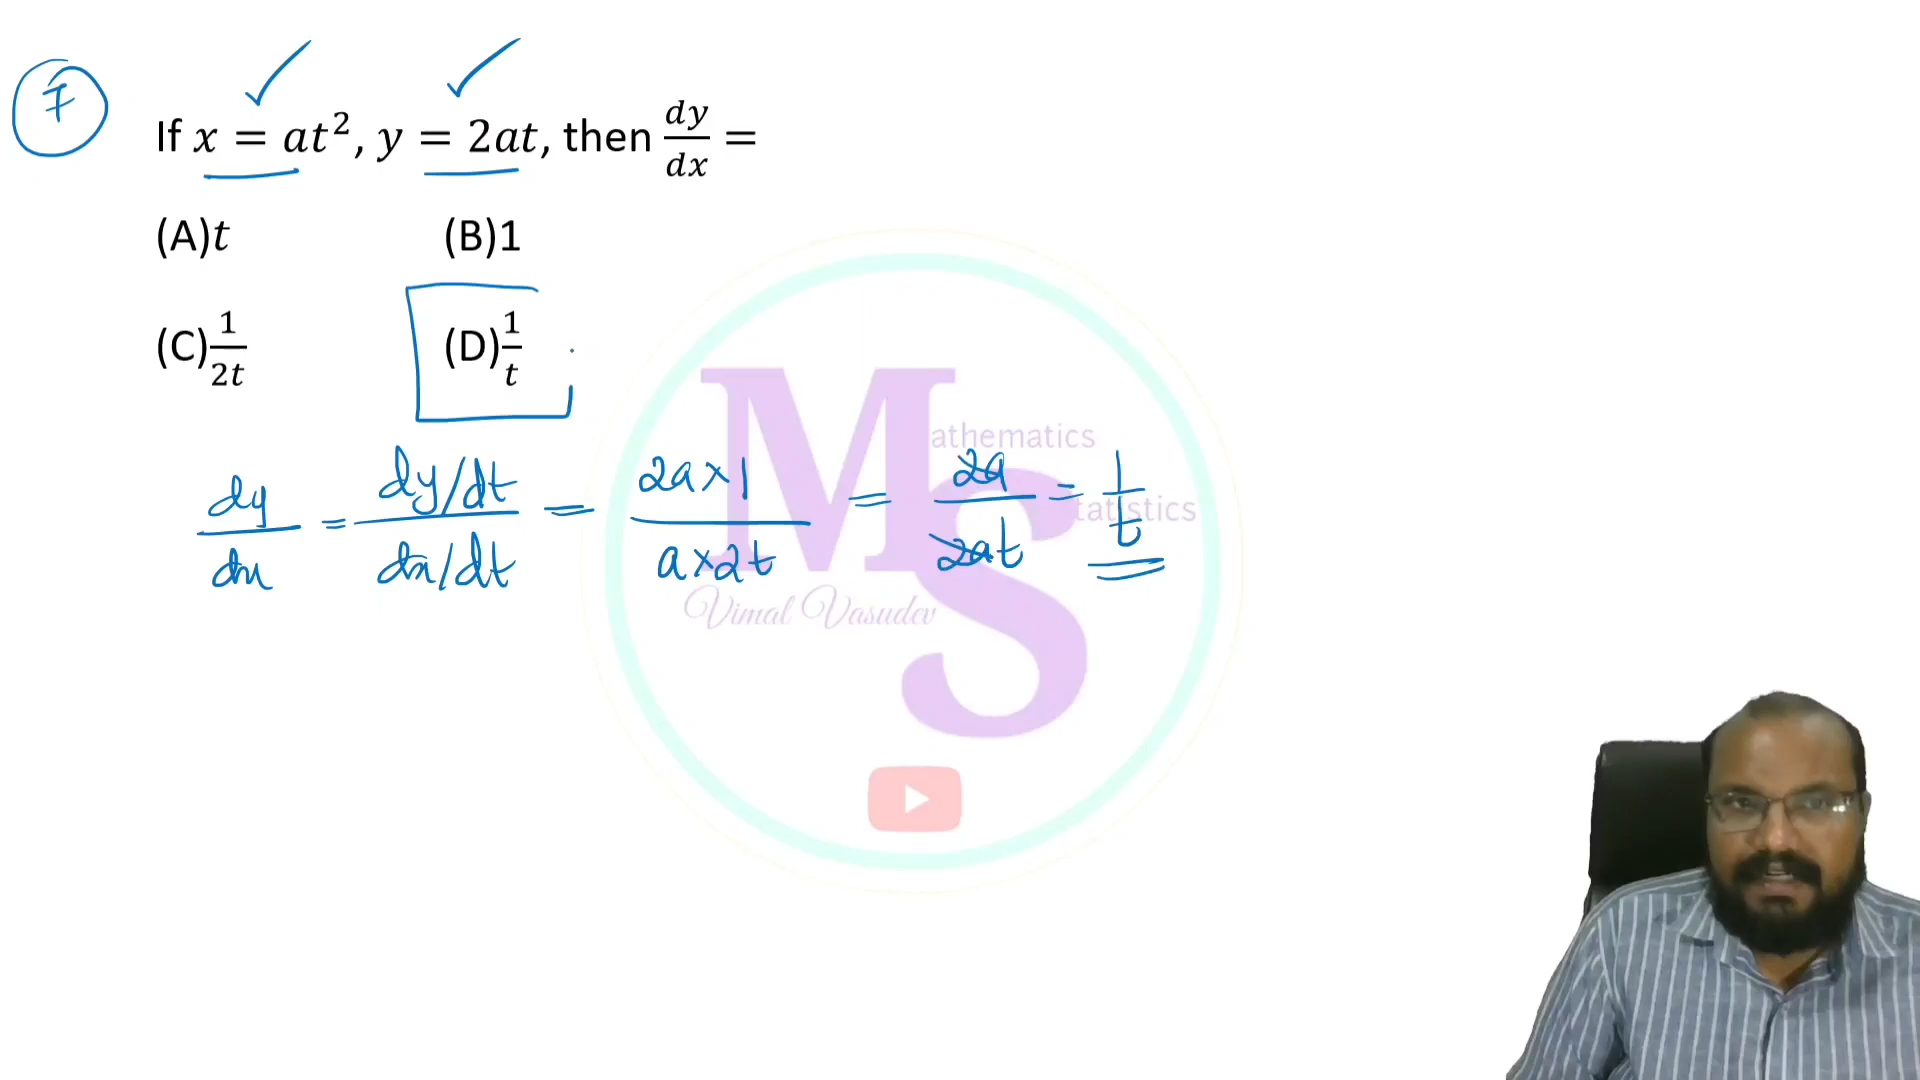 7
If x = at², y = 2at, then dy/dx =
(A)t (B)1
(C)1/2t (D)1/t
dy/dx = (dy/dt)/(dx/dt) = (2a×1)/(a×2t) = 2a/2at = 1/t
MS
athematics
tatistics
Vimal Vasudev